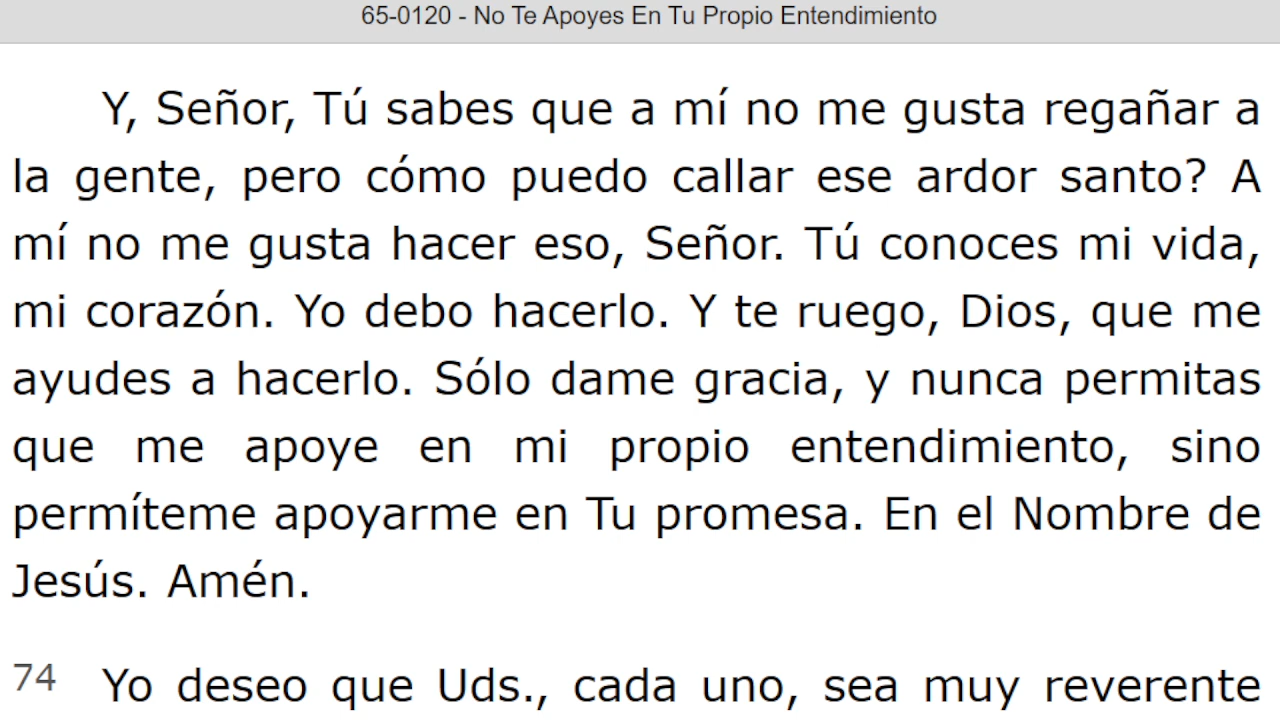 65-0120 - No Te Apoyes En Tu Propio Entendimiento
Y, Señor, Tú sabes que a mí no me gusta regañar a
la gente, pero cómo puedo callar ese ardor santo? A
mí no me gusta hacer eso, Señor. Tú conoces mi vida,
mi corazón. Yo debo hacerlo. Y te ruego, Dios, que me
ayudes a hacerlo. Sólo dame gracia, y nunca permitas
que me apoye en mi propio entendimiento, sino
permíteme apoyarme en Tu promesa. En el Nombre de
Jesús. Amén.
74 Yo deseo que Uds., cada uno, sea muy reverente